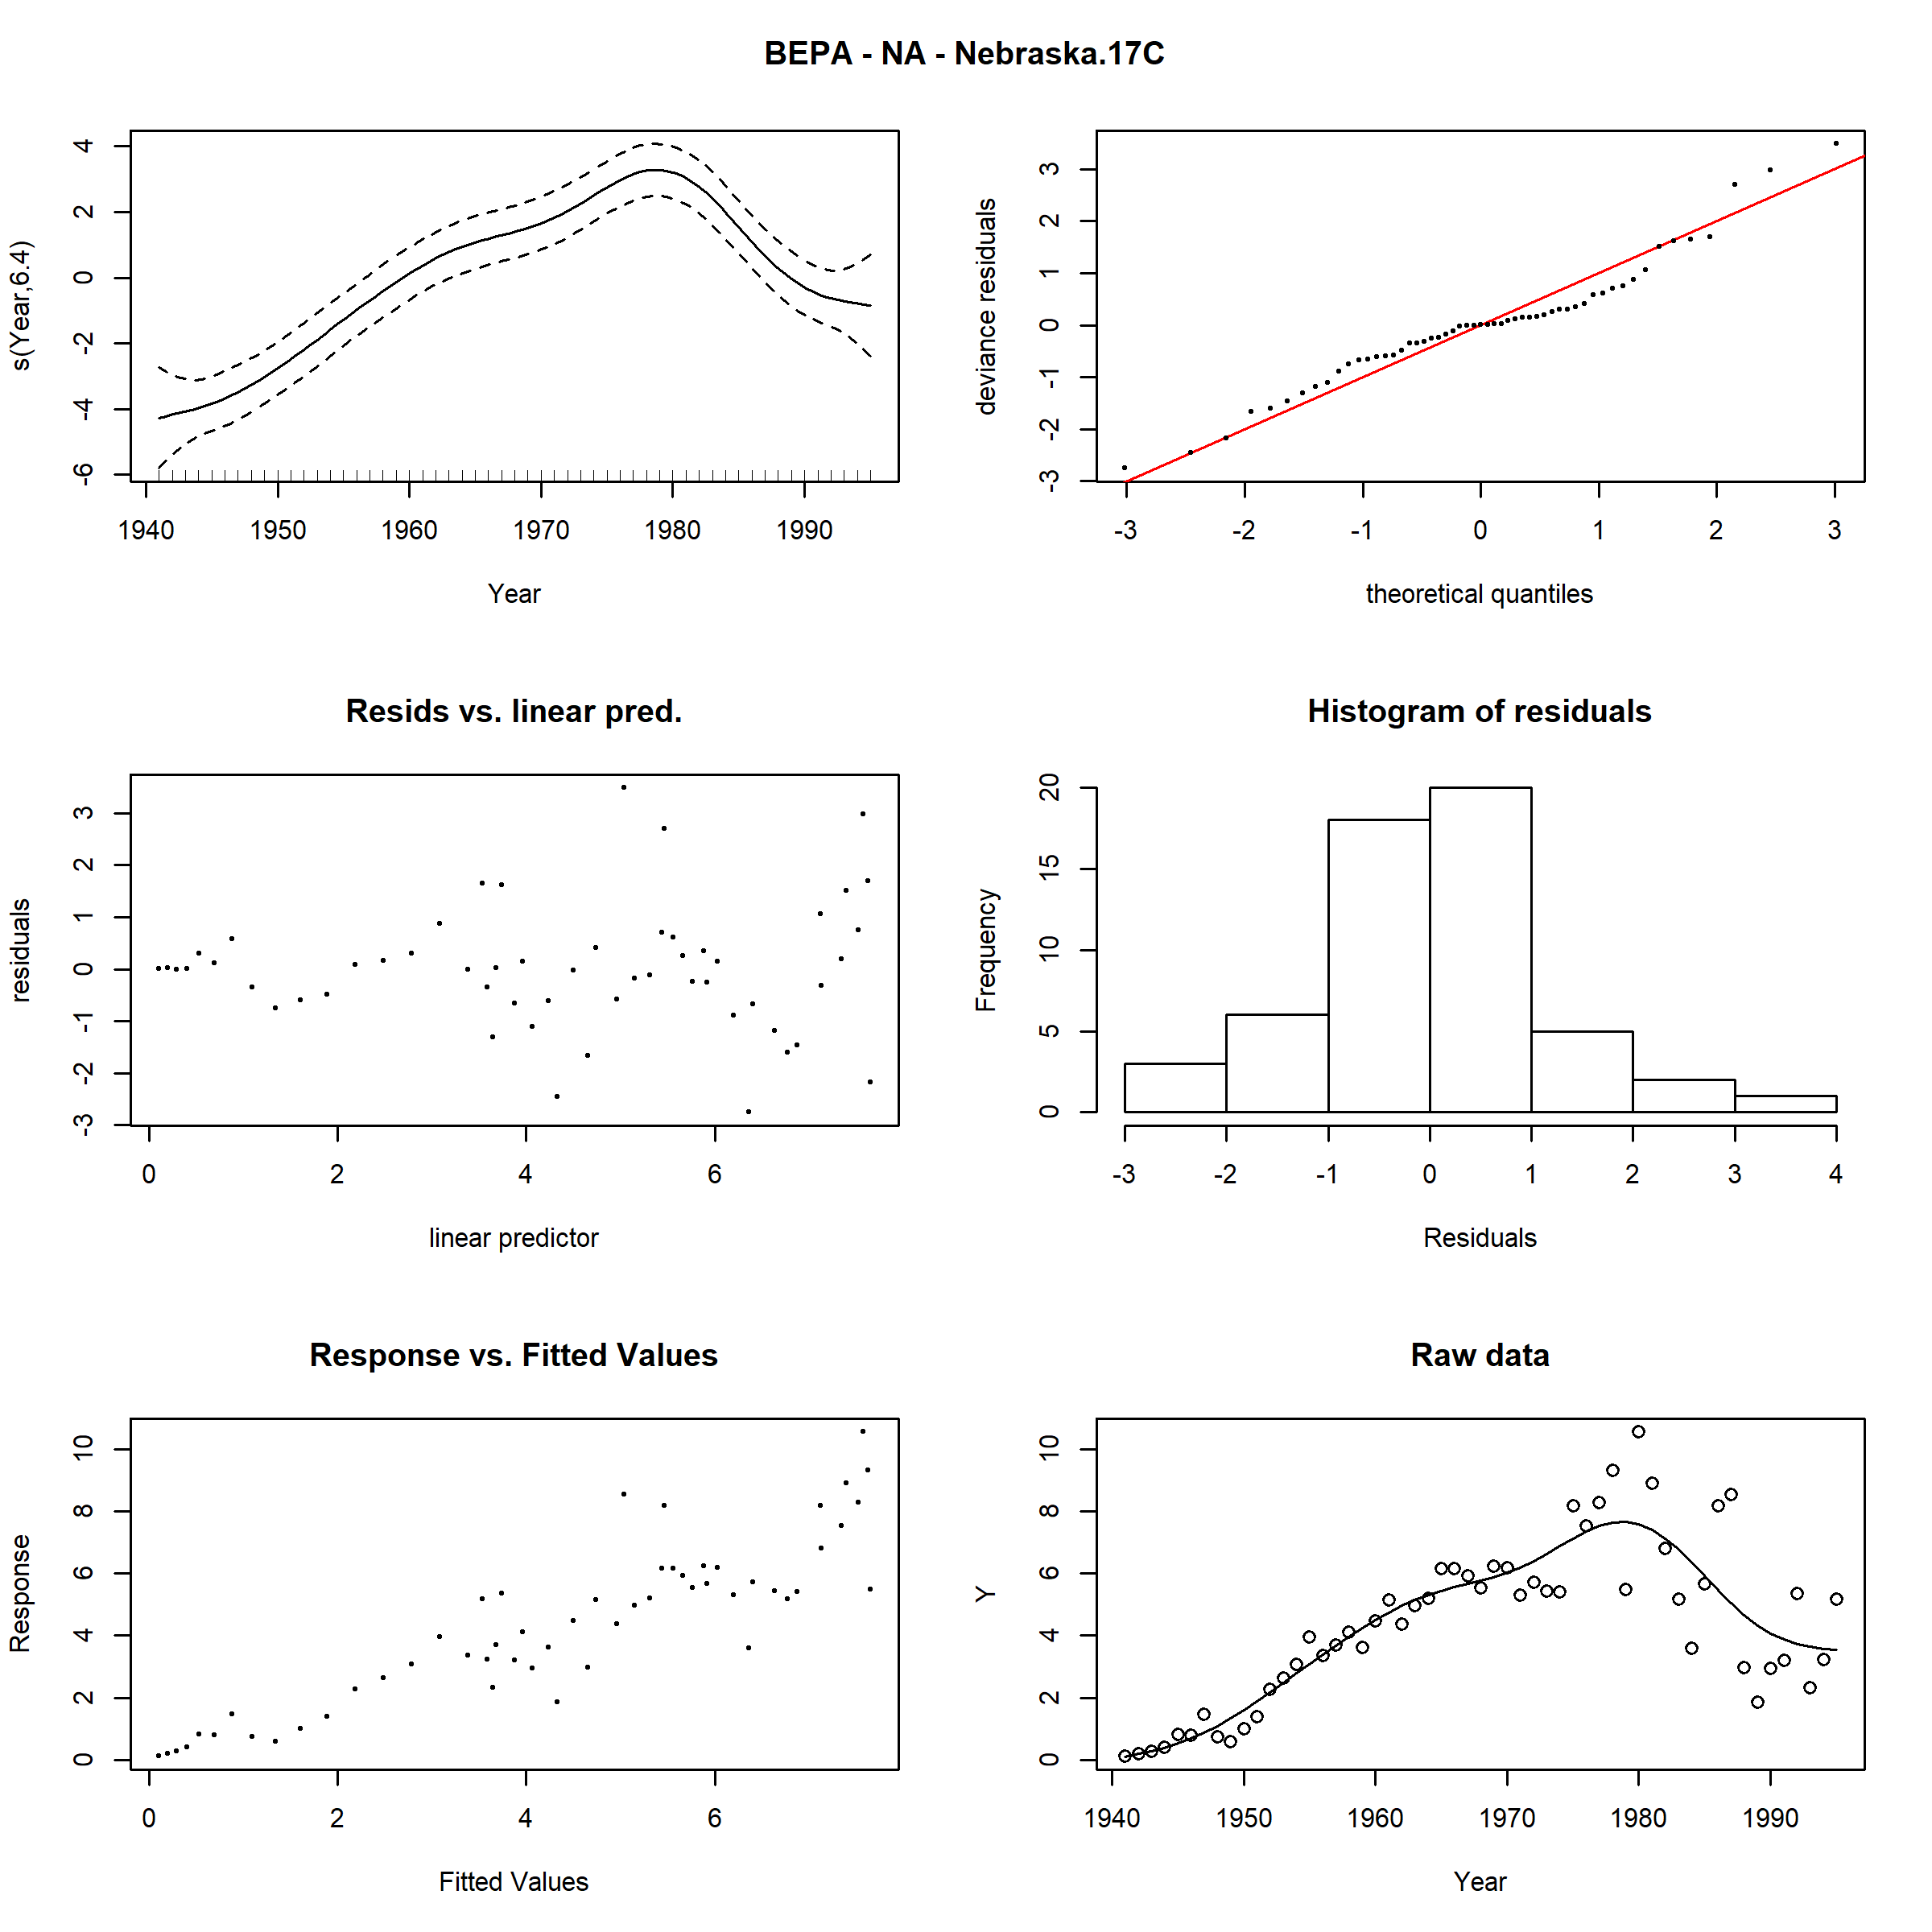 BEPA - NA - Nebraska.17C
s(Year,6.4)
4
2
0
-2
-4
-6
1940 1950 1960 1970 1980 1990
Year
deviance residuals
3
2
1
0
-1
-2
-3
-3 -2 -1 0 1 2 3
theoretical quantiles
Resids vs. linear pred.
residuals
3
2
1
0
-1
-2
-3
0 2 4 6
linear predictor
Histogram of residuals
Frequency
20
15
10
5
0
-3 -2 -1 0 1 2 3 4
Residuals
Response vs. Fitted Values
Response
10
8
6
4
2
0
0 2 4 6
Fitted Values
Raw data
Y
10
8
6
4
2
0
1940 1950 1960 1970 1980 1990
Year